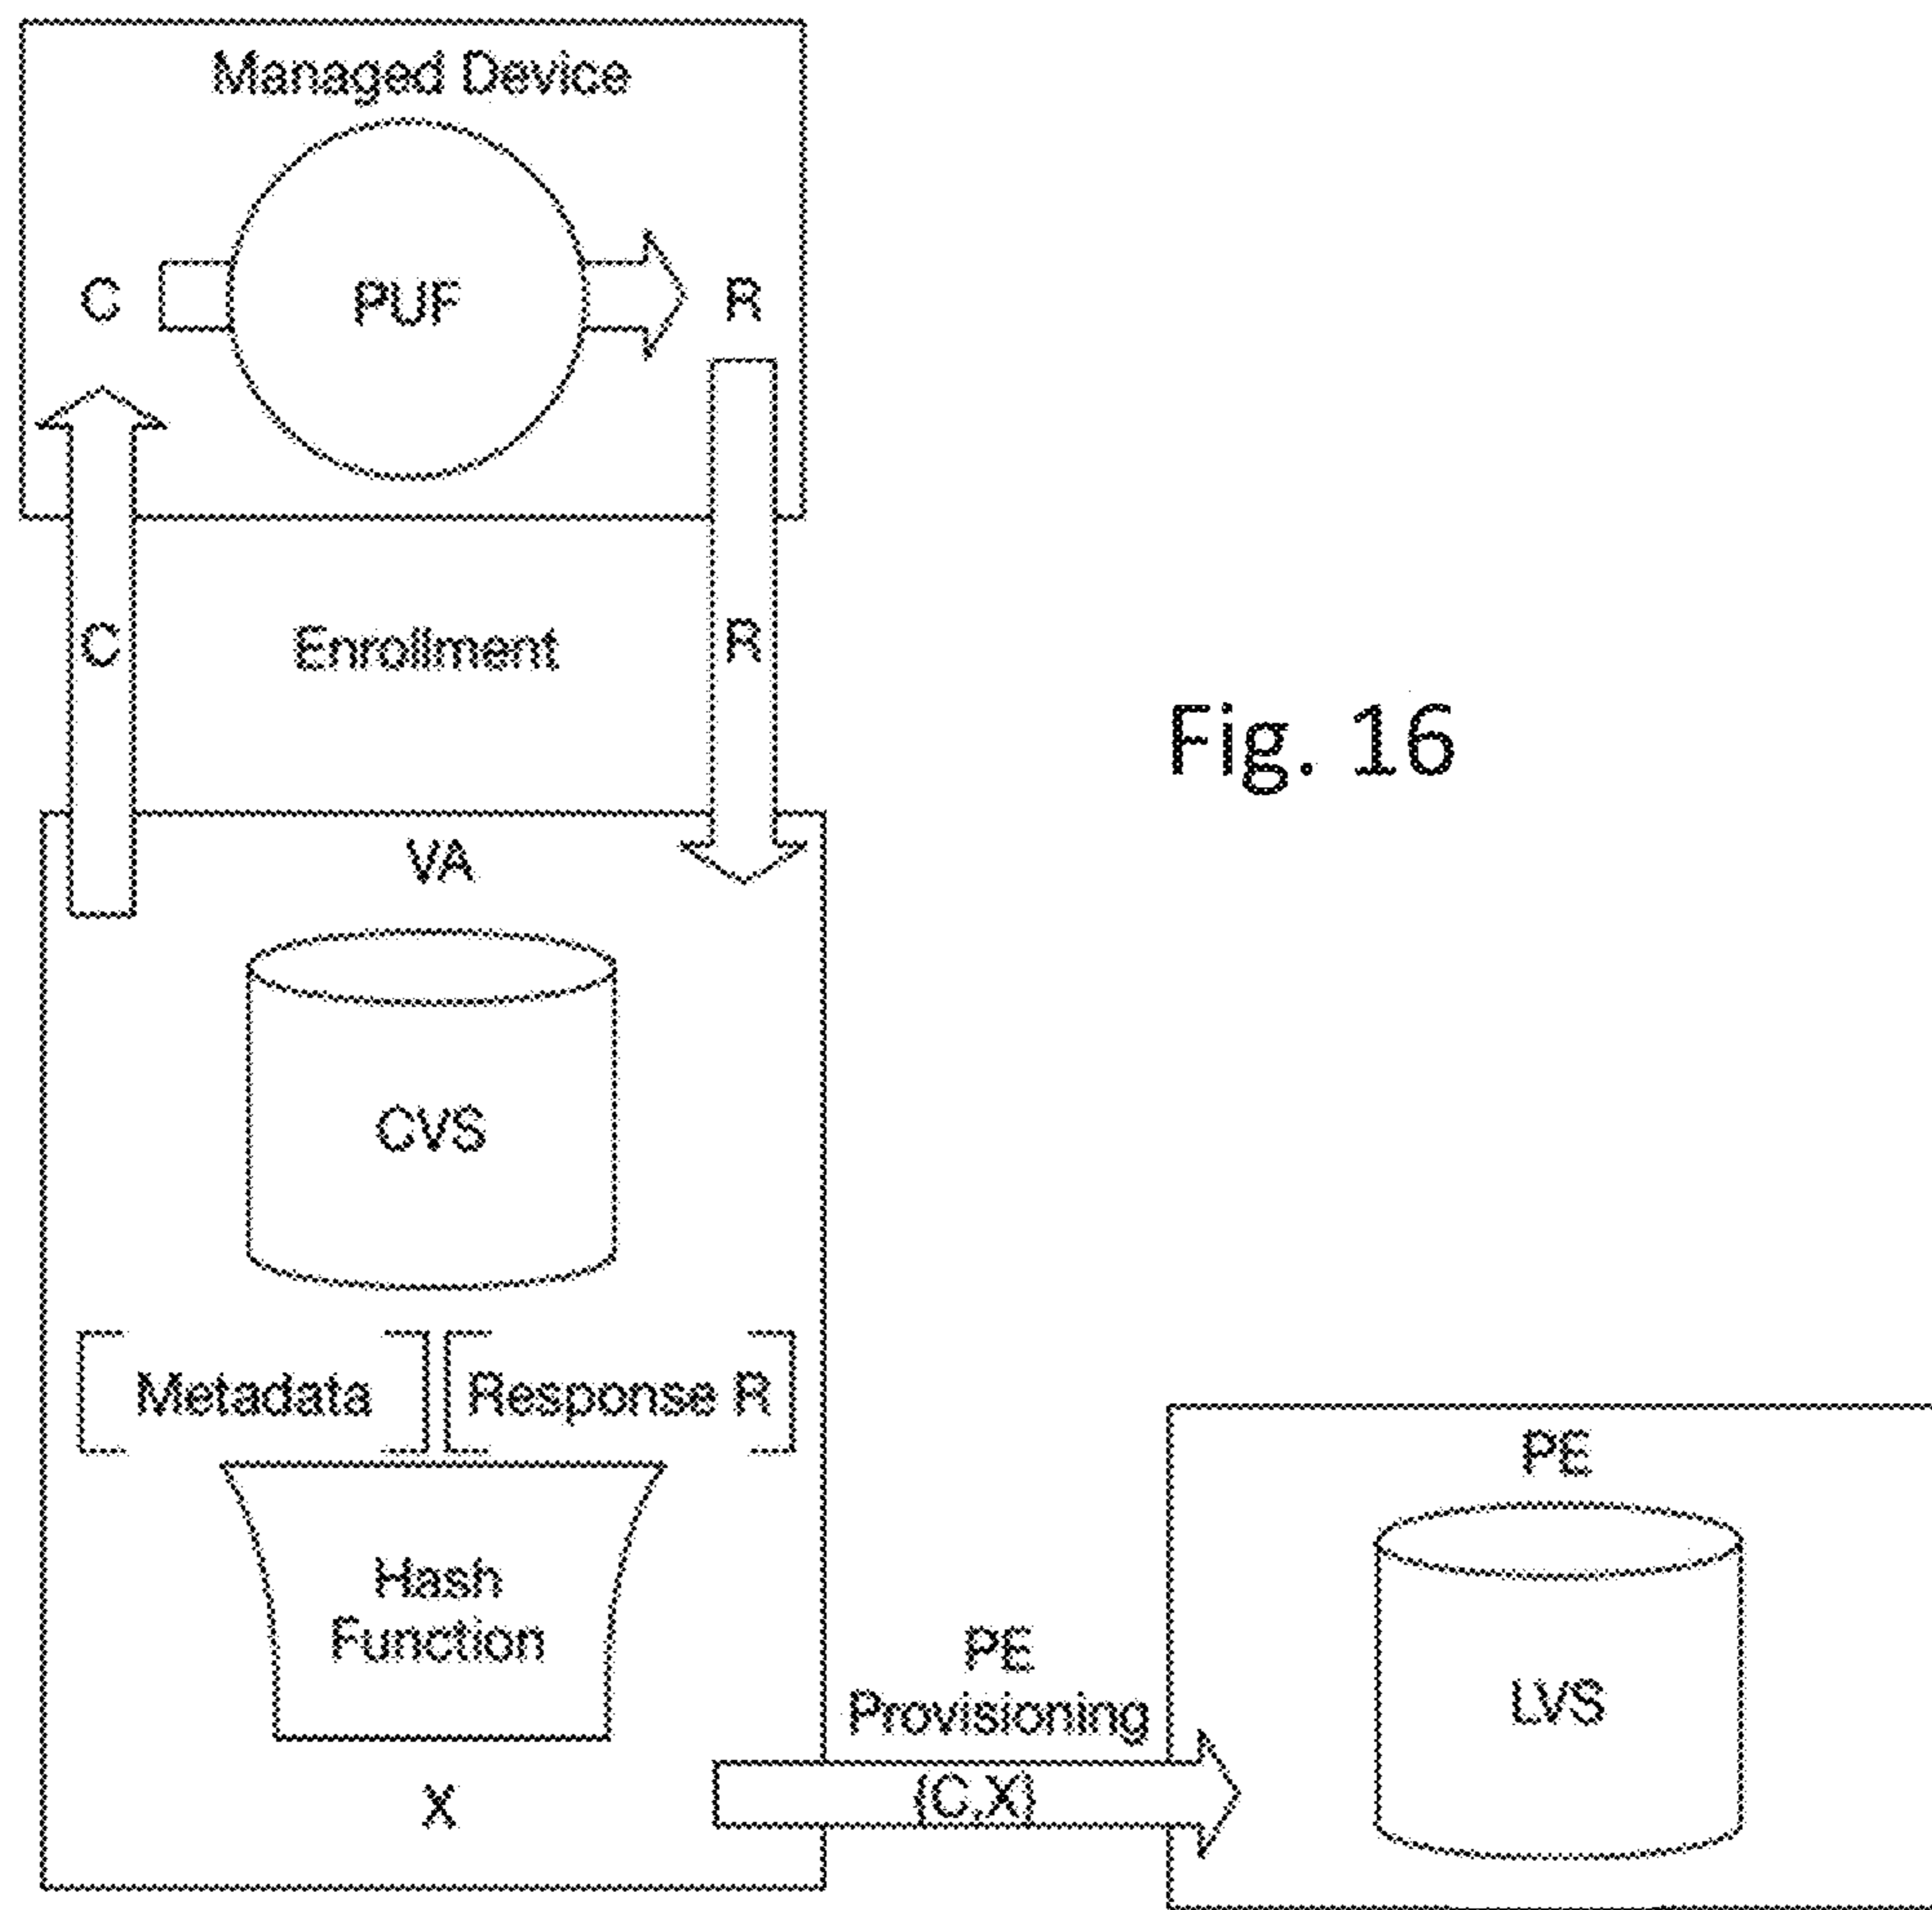 Managed Device
C
PUF
R
C
Enrollment
R
Fig. 16
VA
CVS
Metadata
Response R
Hash
Function
X
PE
Provisioning
{C,X}
PE
LVS